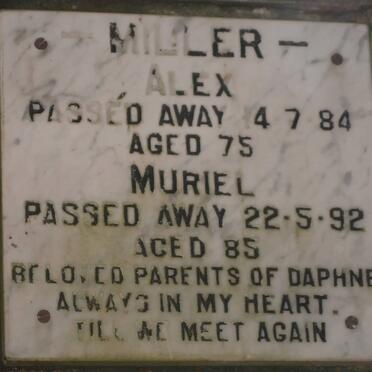 - MILLER -
ALEX
PASSED AWAY 4-7-84
AGED 75
MURIEL
PASSED AWAY 22-5-92
AGED 85
BELOVED PARENTS OF DAPHNE
ALWAYS IN MY HEART.
TILL WE MEET AGAIN